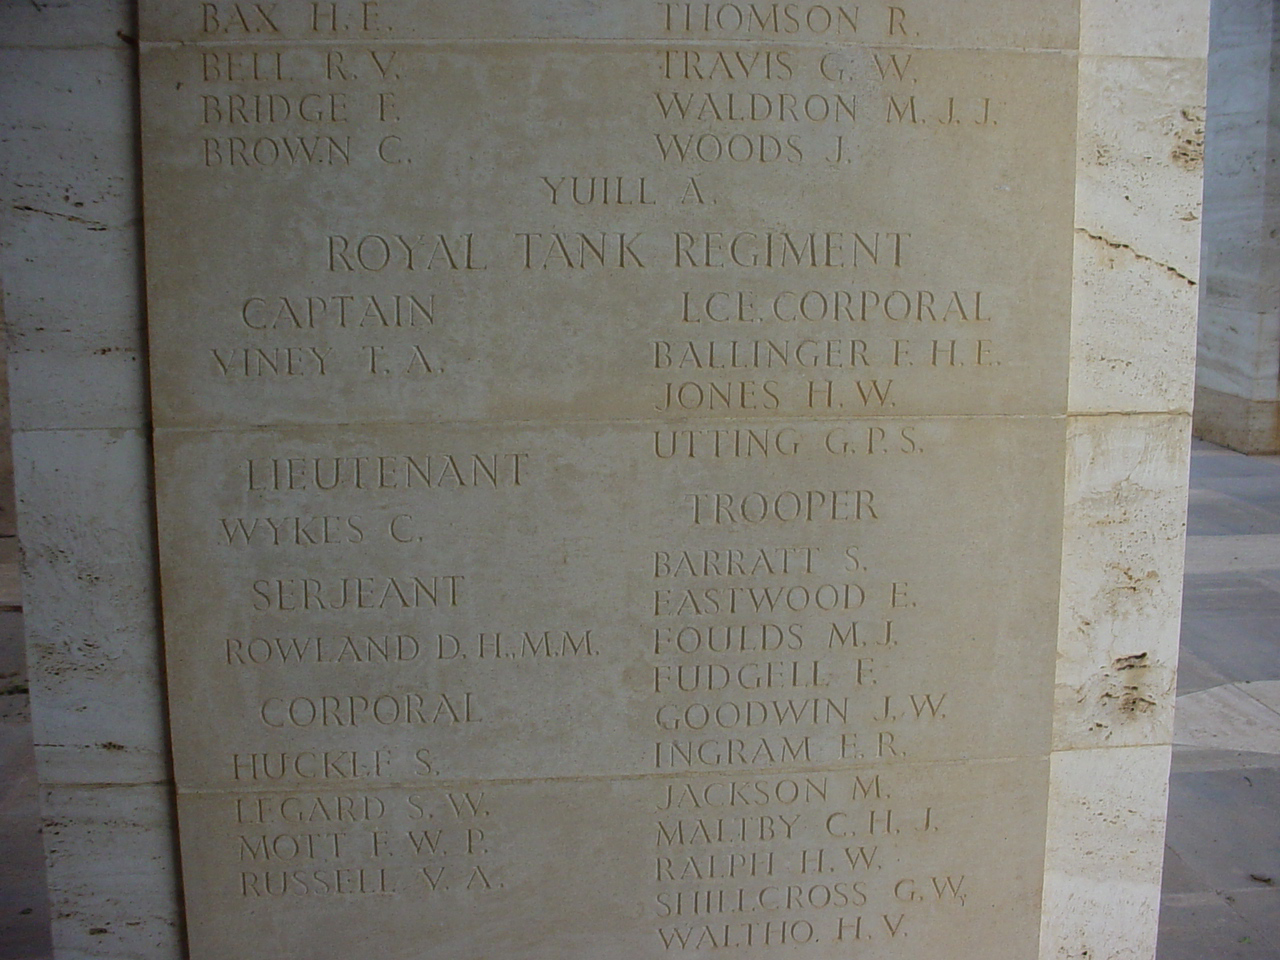 BAX H. E.
BELL R. V.
BRIDGE F.
BROWN C.
THOMSON R.
TRAVIS G. W.
WALDRON M. J. J.
WOODS J.
YUILL A.
ROYAL TANK REGIMENT
CAPTAIN
VINEY T. A.
LIEUTENANT
WYKES C.
SERJEANT
ROWLAND D. H., M.M.
CORPORAL
HUCKLE S.
LEGARD S. W.
MOTT F. W. P.
RUSSELL V. A.
LCE. CORPORAL
BALLINGER F. H. E.
JONES H. W.
UTTING G. P. S.
TROOPER
BARRATT S.
EASTWOOD E.
FOULDS M. J.
FUDGELL F.
GOODWIN J. W.
INGRAM E. R.
JACKSON M.
MALTBY C. H. J.
RALPH H. W.
SHILLCROSS G. W.
WALTHO. H. V.